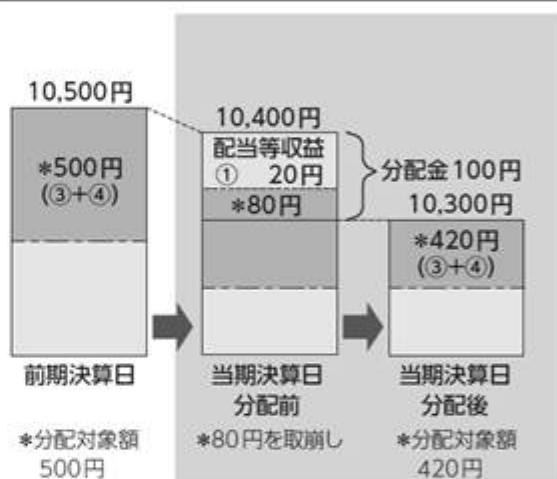 10,500円
*500円
(③+④)
前期決算日
*分配対象額
500円
10,400円
配当等収益
① 20円
*80円
分配金100円
当期決算日
分配前
*80円を取崩し
10,300円
*420円
(③+④)
当期決算日
分配後
*分配対象額
420円